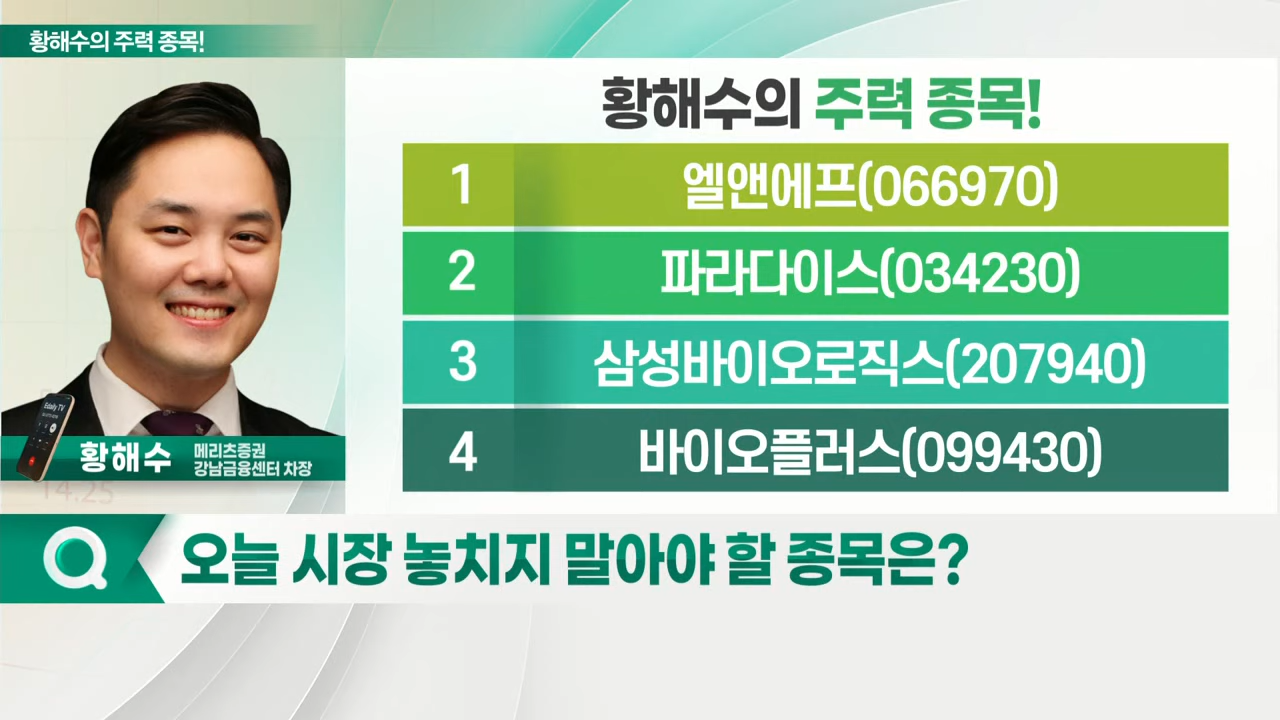 황해수의 주력 종목!
황해수의 주력 종목!
1 엘앤에프(066970)
2 파라다이스(034230)
3 삼성바이오로직스(207940)
4 바이오플러스(099430)
Edaily TV
황해수 메리츠증권
강남금융센터 차장
14.25
Q 오늘 시장 놓치지 말아야 할 종목은?